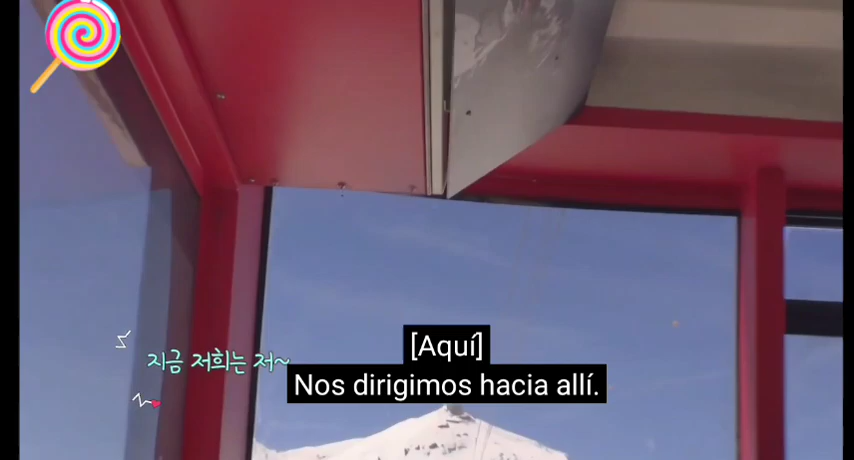 [Aquí]
지금 저희는 저~
Nos dirigimos hacia allí.